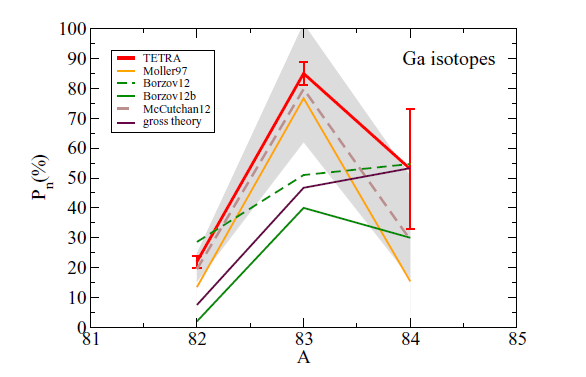 100
90
80
70
60
50
40
30
20
10
0
P_n(%)
Ga isotopes
TETRA
Moller97
Borzov12
Borzov12b
McCutchan12
gross theory
81 82 83 84 85
A